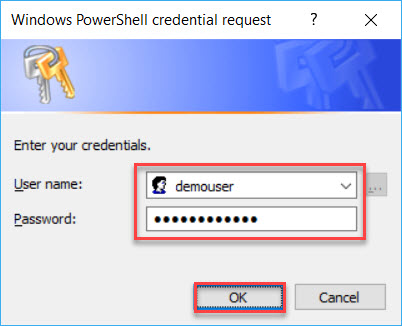 Windows PowerShell credential request ? ×
Enter your credentials.
User name: demouser ...
Password: ●●●●●●●●●●●●
OK Cancel